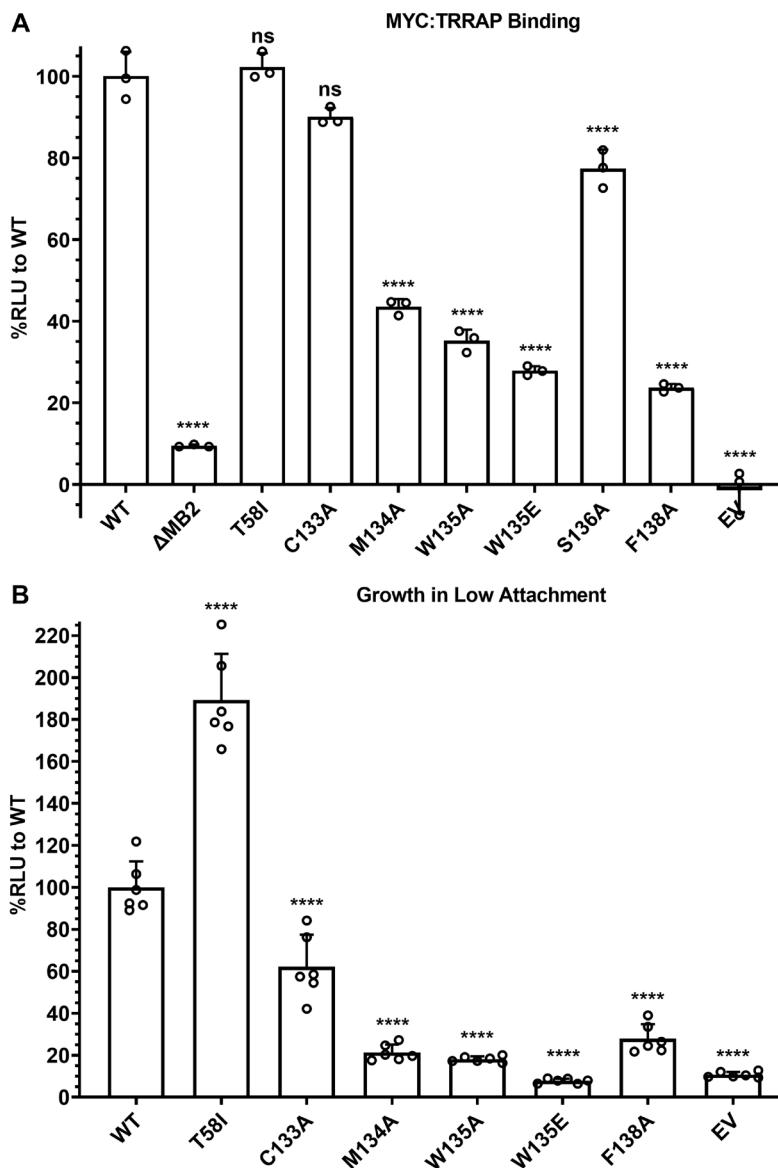 A
MYC:TRRAP Binding
%RLU to WT
100
80
60
40
20
0
****
ns
ns
****
****
****
****
****
****
WT
ΔMB2
T58I
C133A
M134A
W135A
W135E
S136A
F138A
EV
B
Growth in Low Attachment
%RLU to WT
220
200
180
160
140
120
100
80
60
40
20
0
****
****
****
****
****
****
****
WT
T58I
C133A
M134A
W135A
W135E
F138A
EV